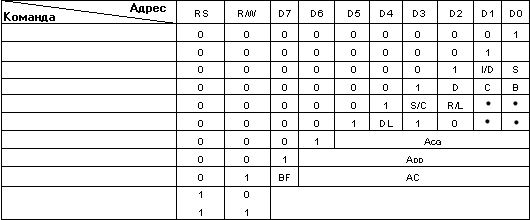 Адрес
Команда RS R/W D7 D6 D5 D4 D3 D2 D1 D0
0 0 0 0 0 0 0 0 0 1
0 0 0 0 0 0 0 0 1
0 0 0 0 0 0 0 1 I/D S
0 0 0 0 0 0 1 D C B
0 0 0 0 0 1 S/C R/L * *
0 0 0 0 1 DL 1 0 * *
0 0 0 1 ACG
0 0 1 ADD
0 1 BF AC
1 0
1 1